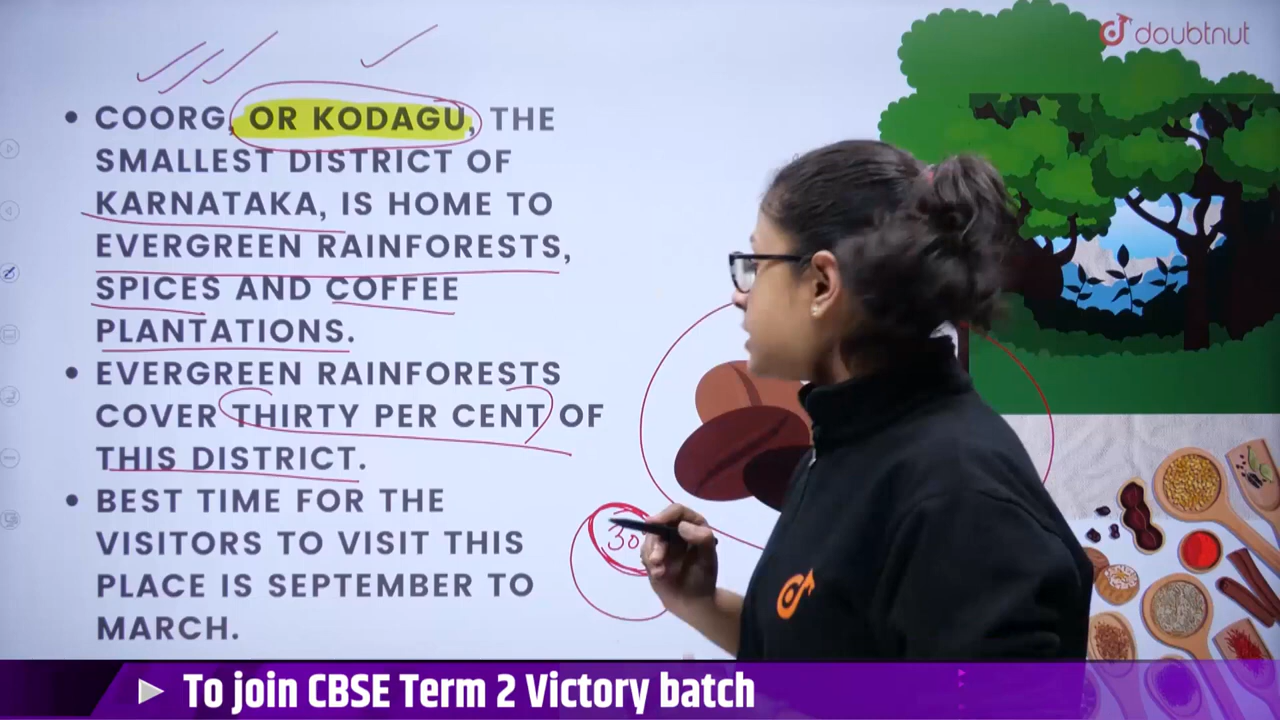 doubtnut
• COORG, OR KODAGU, THE
SMALLEST DISTRICT OF
KARNATAKA, IS HOME TO
EVERGREEN RAINFORESTS,
SPICES AND COFFEE
PLANTATIONS.
• EVERGREEN RAINFORESTS
COVER THIRTY PER CENT OF
THIS DISTRICT.
• BEST TIME FOR THE
VISITORS TO VISIT THIS
PLACE IS SEPTEMBER TO
MARCH.
30
To join CBSE Term 2 Victory batch